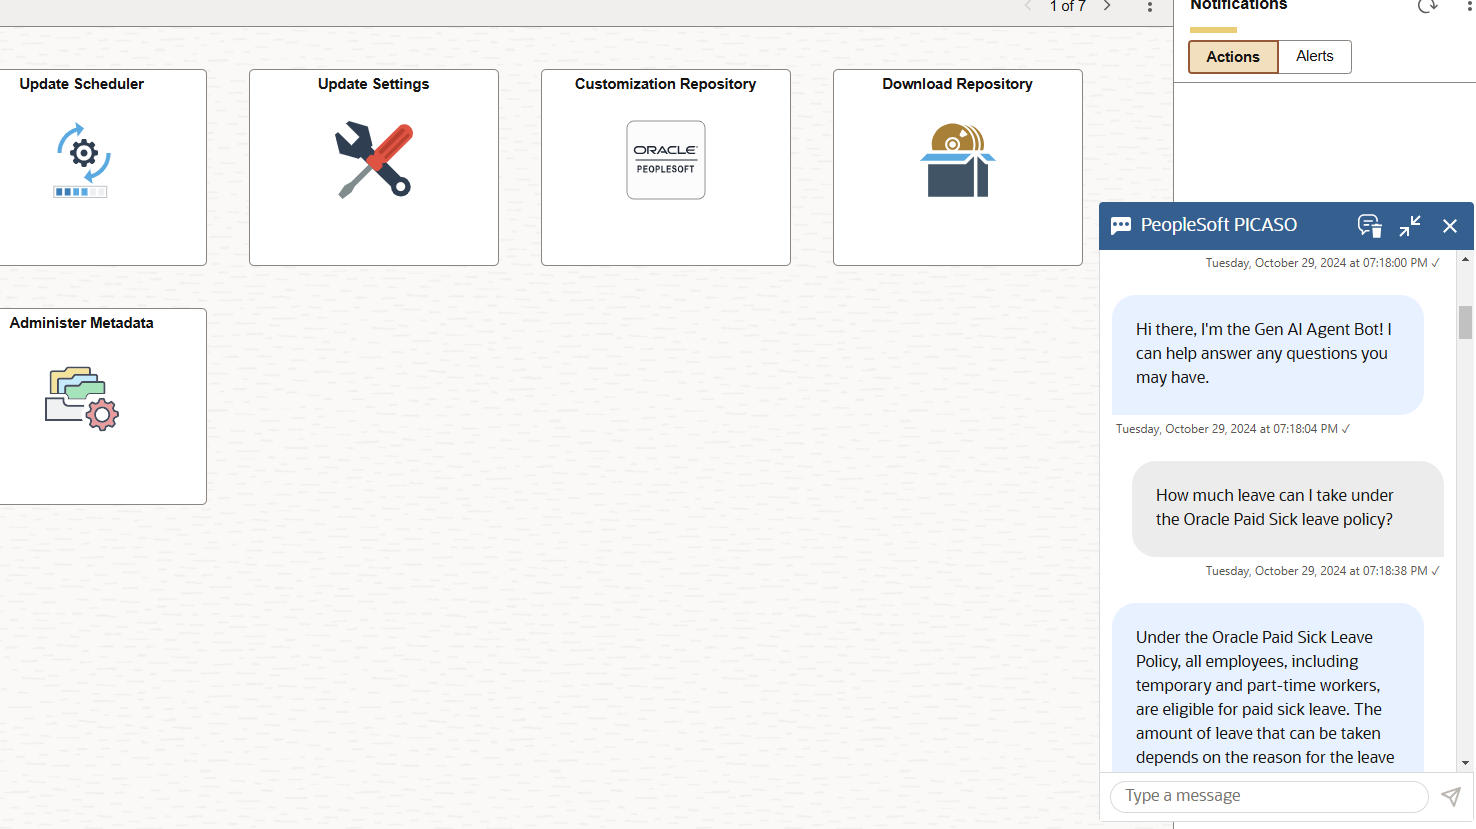 1 of 7
Notifications
Actions
Alerts
Update Scheduler
Update Settings
Customization Repository
Download Repository
ORACLE
PEOPLESOFT
Administer Metadata
PeopleSoft PICASO
Tuesday, October 29, 2024 at 07:18:00 PM ✓
Hi there, I'm the Gen AI Agent Bot! I
can help answer any questions you
may have.
Tuesday, October 29, 2024 at 07:18:04 PM ✓
How much leave can I take under
the Oracle Paid Sick leave policy?
Tuesday, October 29, 2024 at 07:18:38 PM ✓
Under the Oracle Paid Sick Leave
Policy, all employees, including
temporary and part-time workers,
are eligible for paid sick leave. The
amount of leave that can be taken
depends on the reason for the leave
Type a message